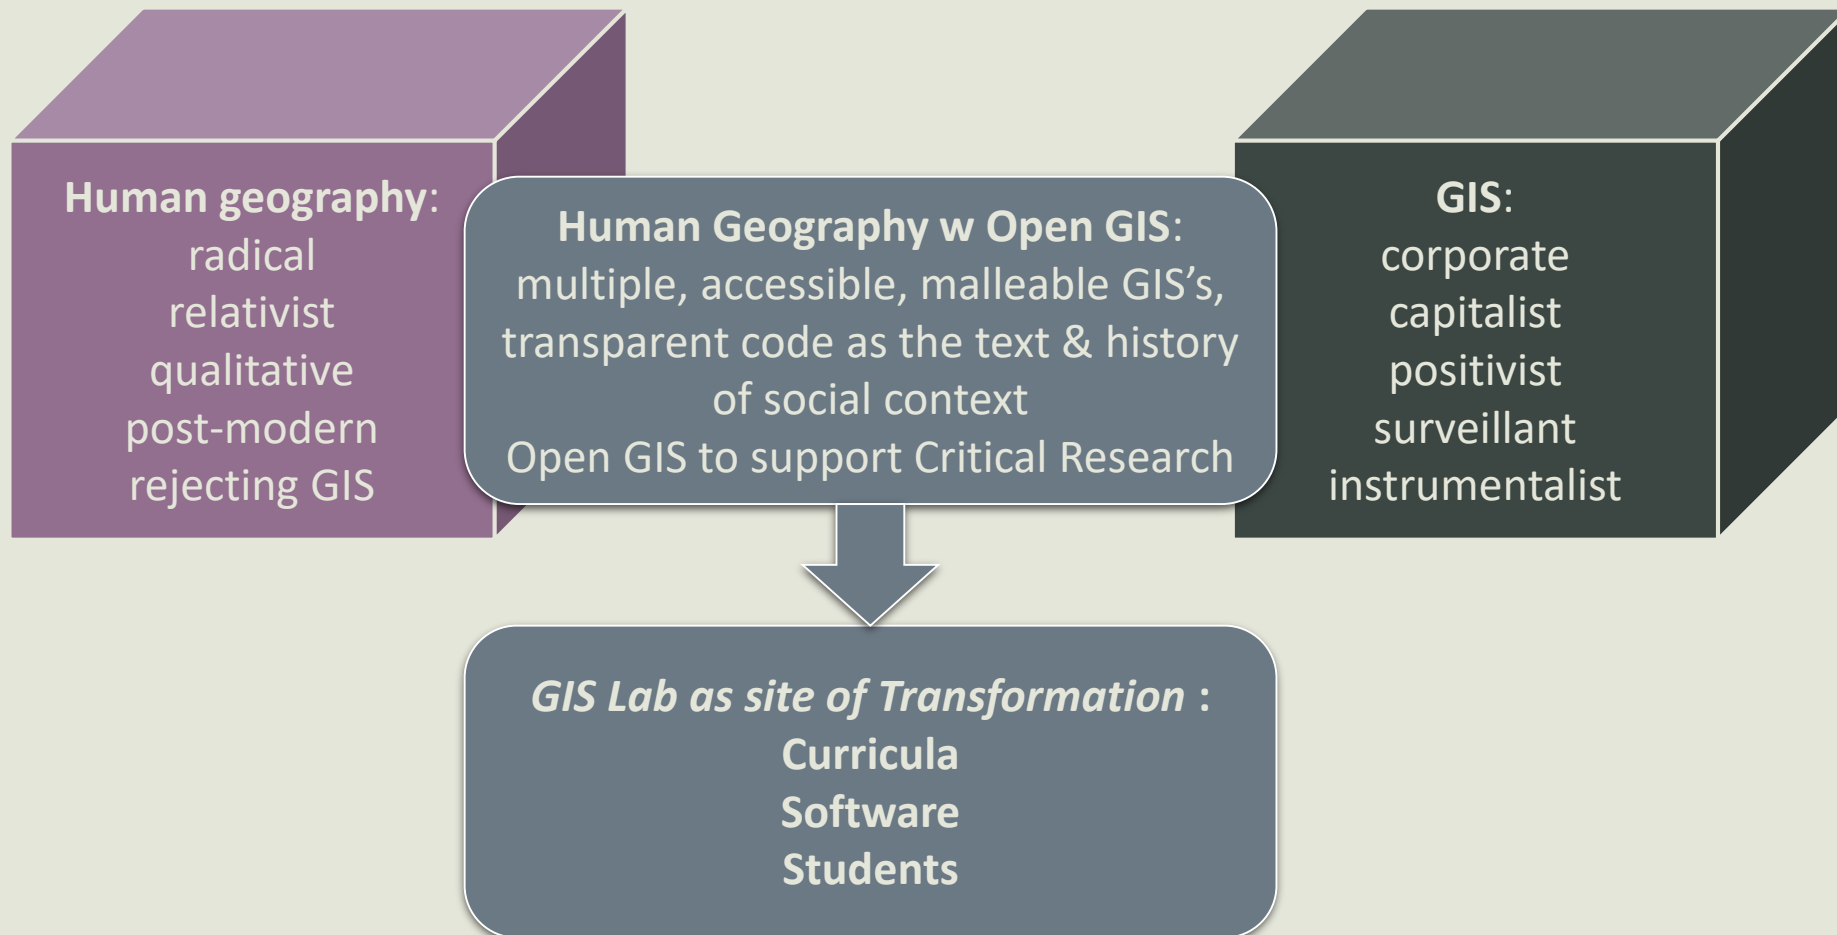 Human geography:
radical
relativist
qualitative
post-modern
rejecting GIS
Human Geography w Open GIS:
multiple, accessible, malleable GIS’s,
transparent code as the text & history
of social context
Open GIS to support Critical Research
GIS:
corporate
capitalist
positivist
surveillant
instrumentalist
GIS Lab as site of Transformation :
Curricula
Software
Students